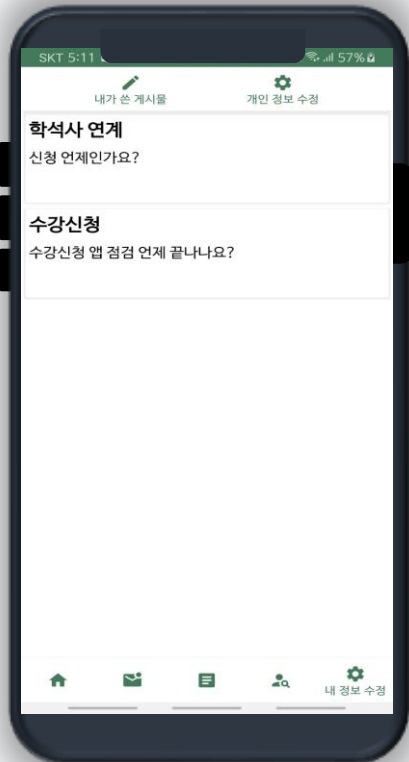 SKT 5:11
57%
내가 쓴 게시물
개인 정보 수정
학석사 연계
신청 언제인가요?
수강신청
수강신청 앱 점검 언제 끝나나요?
내 정보 수정